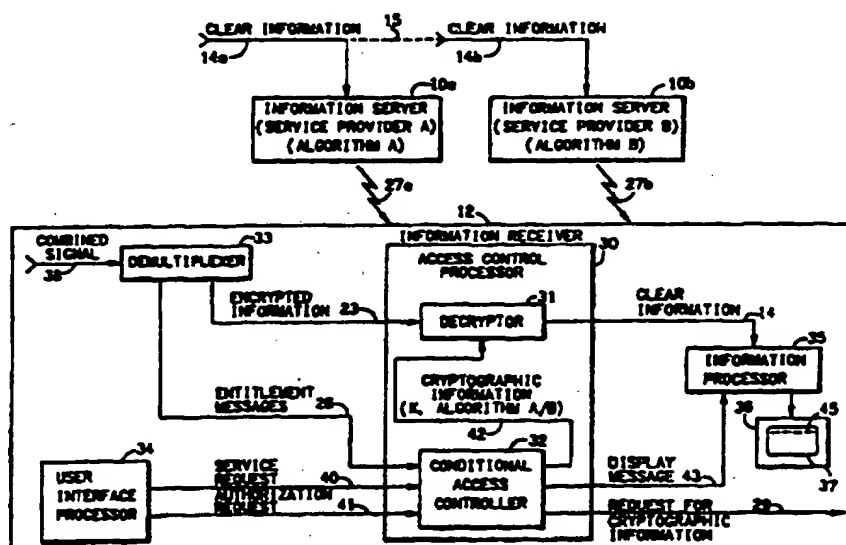 CLEAR INFORMATION
15
CLEAR INFORMATION
14a
14b
10a
10b
INFORMATION SERVER
(SERVICE PROVIDER A)
(ALGORITHM A)
INFORMATION SERVER
(SERVICE PROVIDER B)
(ALGORITHM B)
27a
27b
12
COMBINED
SIGNAL
33
DEMULTIPLEXER
INFORMATION RECEIVER
30
ACCESS CONTROL
PROCESSOR
ENCRYPTED
INFORMATION
23
31
DECRYPTOR
CLEAR
INFORMATION
14
35
INFORMATION
PROCESSOR
CRYPTOGRAPHIC
INFORMATION
(K, ALGORITHM A/B)
42
36
45
37
ENTITLEMENT
MESSAGES
32
CONDITIONAL
ACCESS
CONTROLLER
34
USER
INTERFACE
PROCESSOR
SERVICE
REQUEST
40
AUTHORIZATION
REQUEST
41
DISPLAY
MESSAGE
43
REQUEST FOR
CRYPTOGRAPHIC
INFORMATION
29